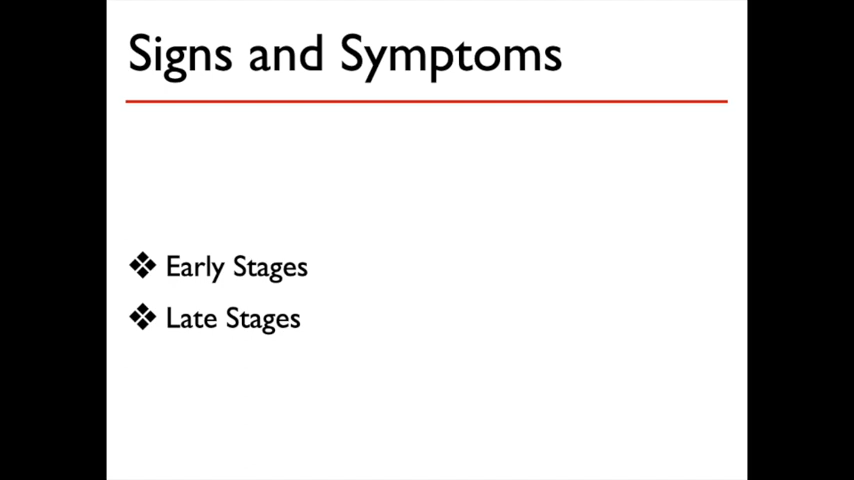 Signs and Symptoms
❖ Early Stages
❖ Late Stages